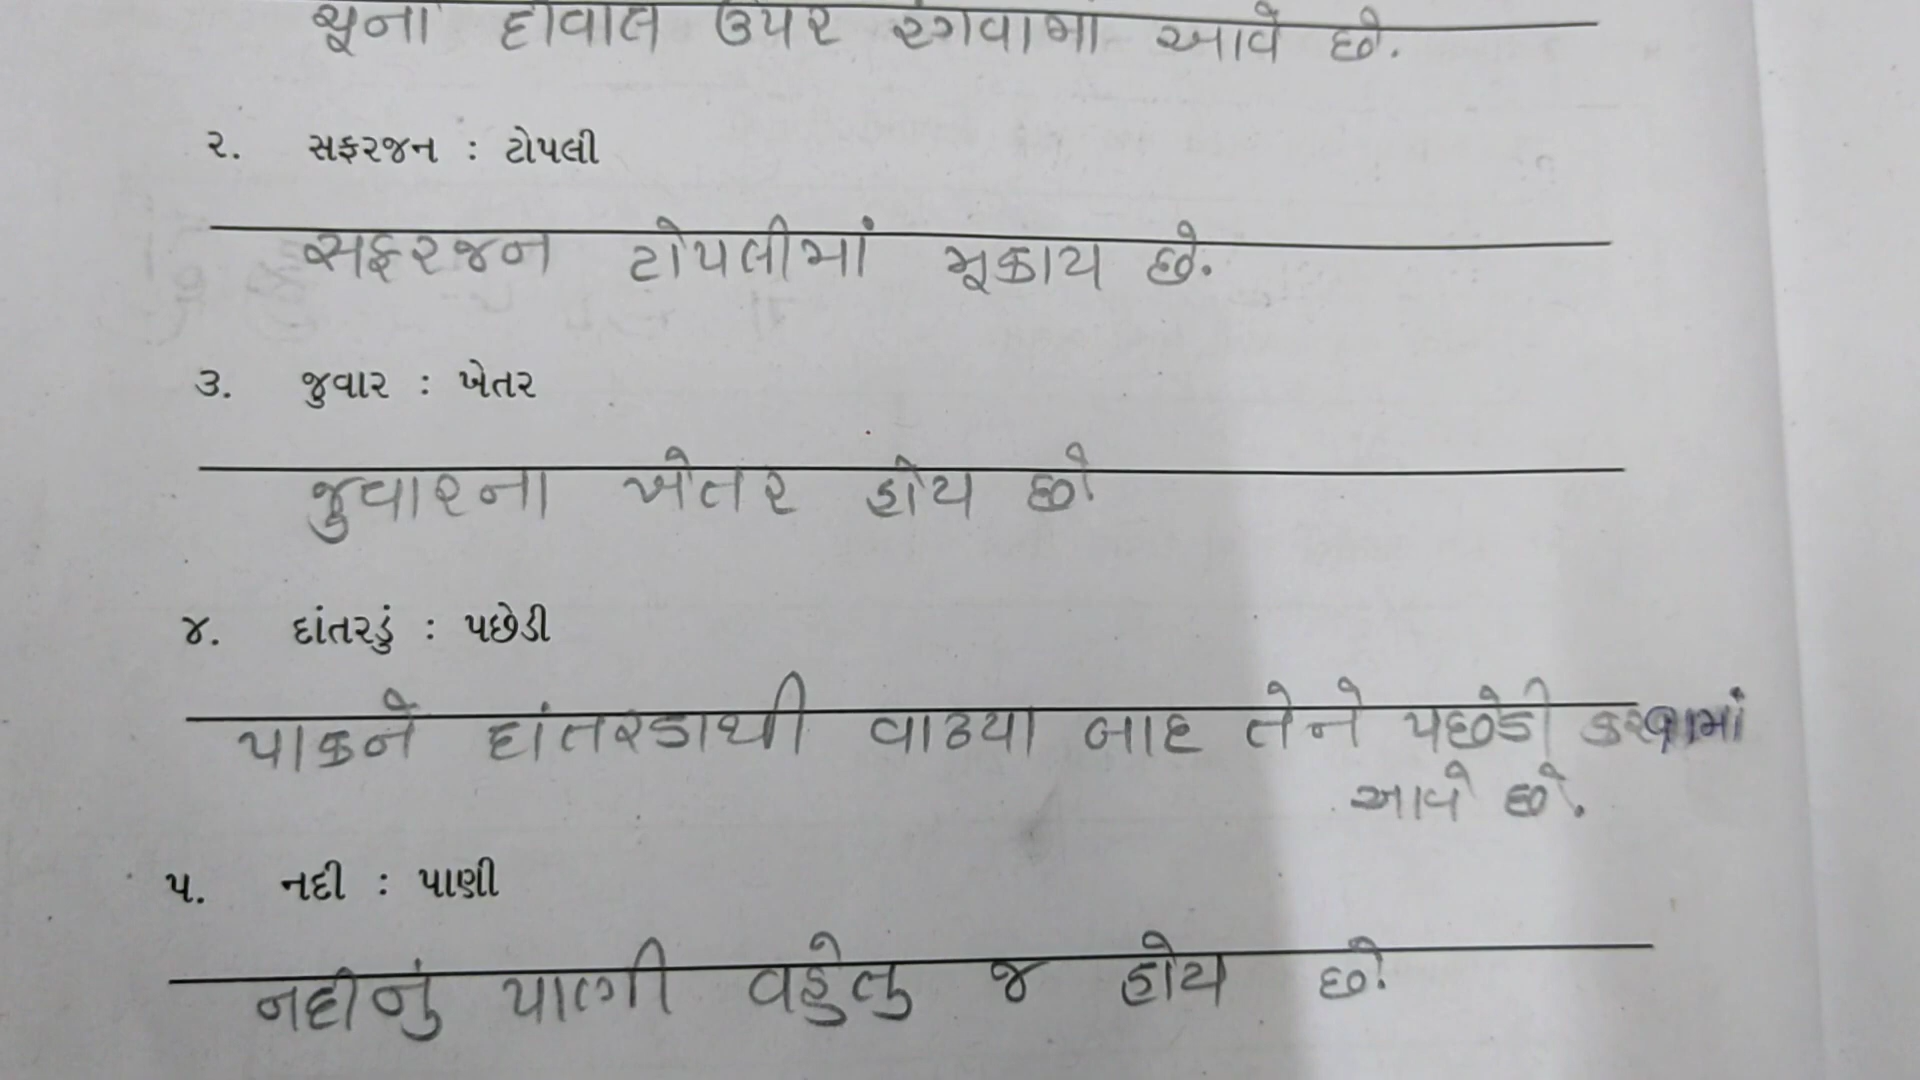 ચૂના દીવાલ ઉપર રંગવામાં આવે છે.
૨. સફરજન : ટોપલી
સફરજન ટોપલીમાં મૂકાય છે.
૩. જુવાર : ખેતર
જુવારના ખેતર હોય છે
૪. દાંતરડું : પછેડી
પાકને દાંતરડાથી વાઢયા બાદ તેને પછેડી કરવામાં
આવે છે.
૫. નદી : પાણી
નદીનું પાણી વહેતુ જ હોય છે.